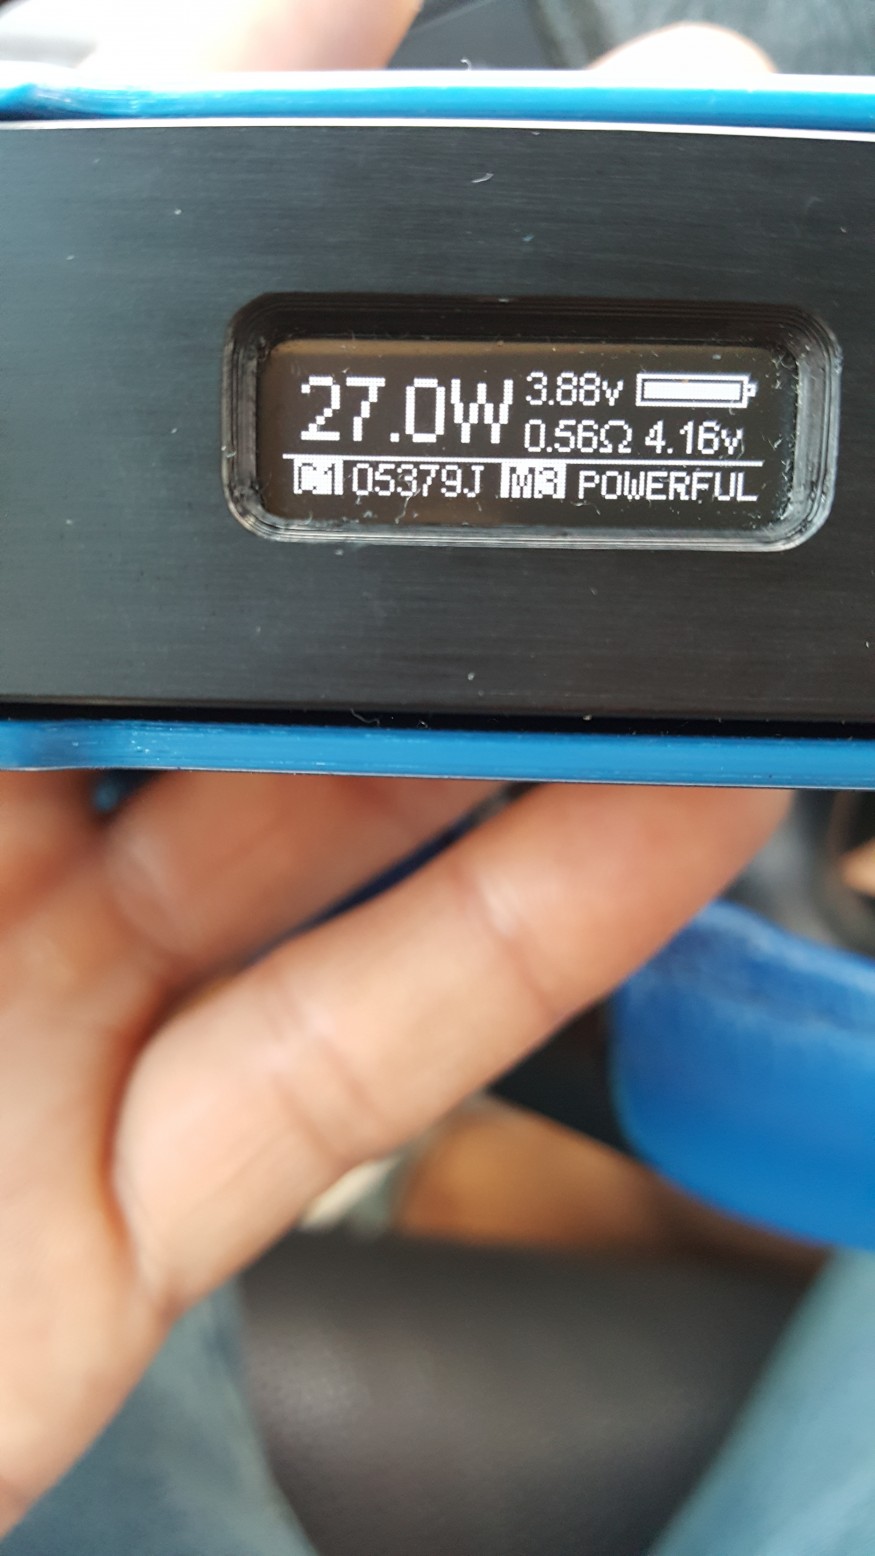 27.0W 3.88v
0.56Ω 4.16v
C1 05379J M3 POWERFUL